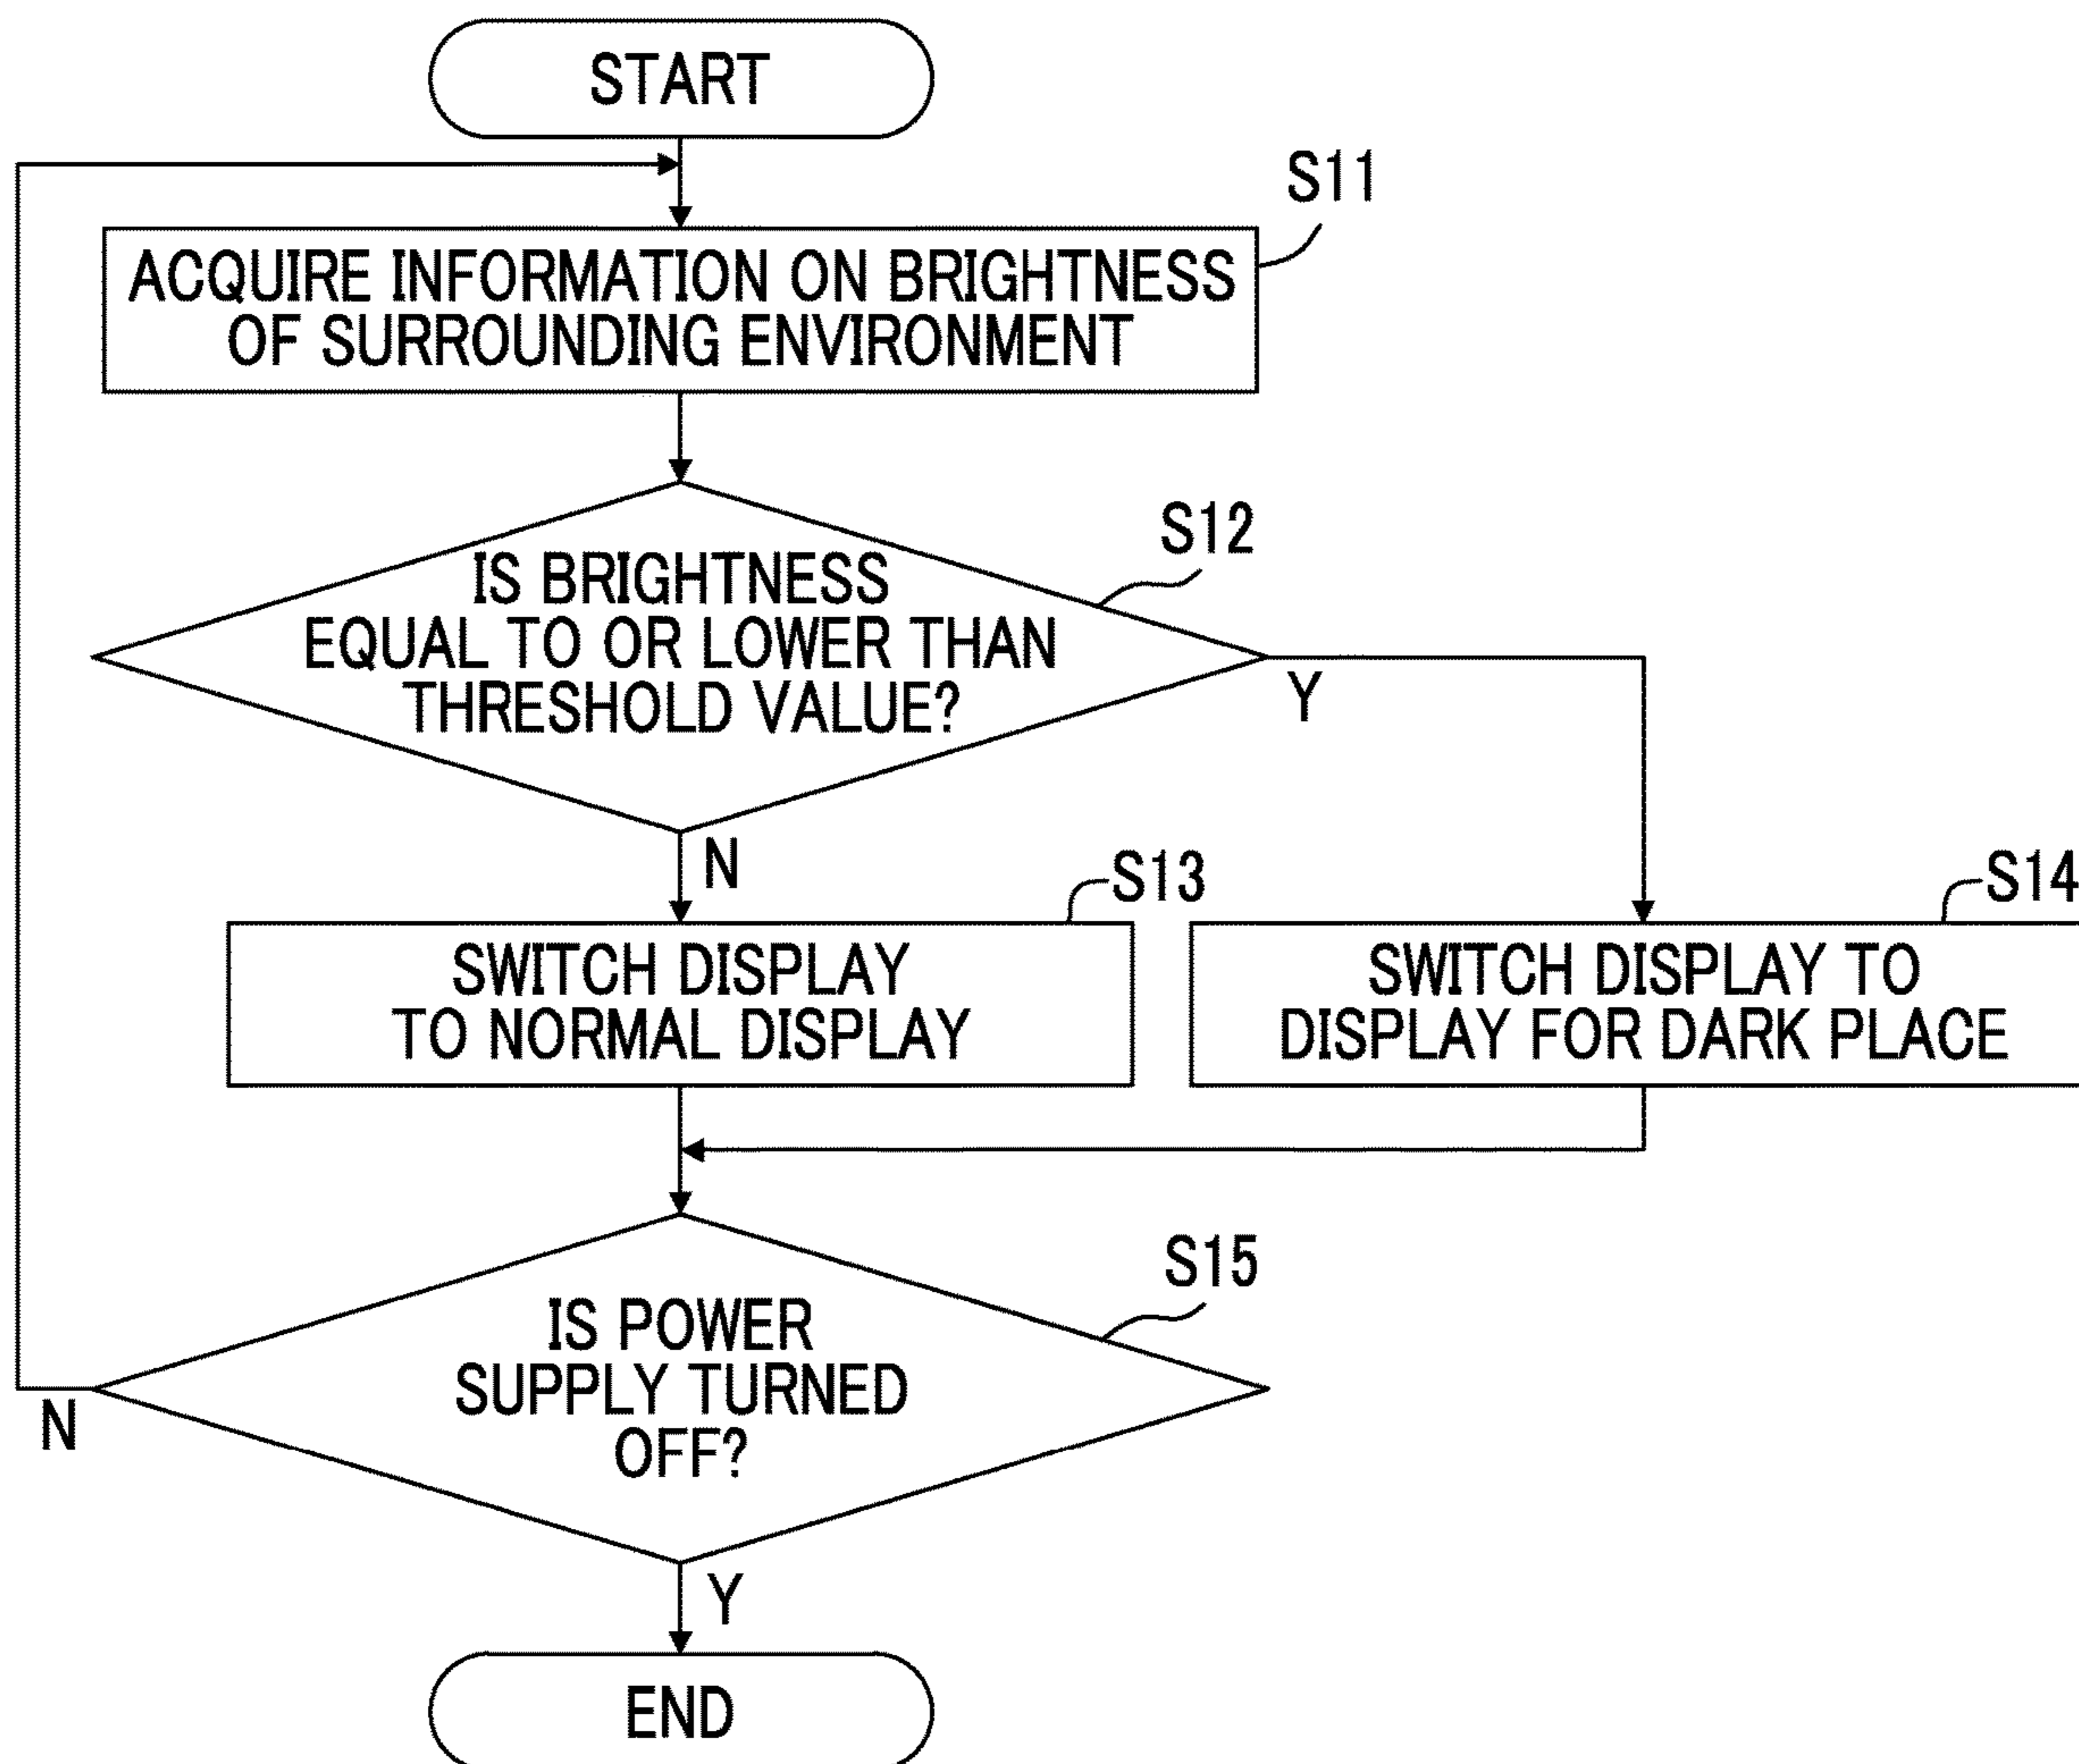 START
S11
ACQUIRE INFORMATION ON BRIGHTNESS
OF SURROUNDING ENVIRONMENT
S12
IS BRIGHTNESS
EQUAL TO OR LOWER THAN
THRESHOLD VALUE?
Y
N
S13
SWITCH DISPLAY
TO NORMAL DISPLAY
S14
SWITCH DISPLAY TO
DISPLAY FOR DARK PLACE
S15
IS POWER
SUPPLY TURNED
OFF?
N
Y
END